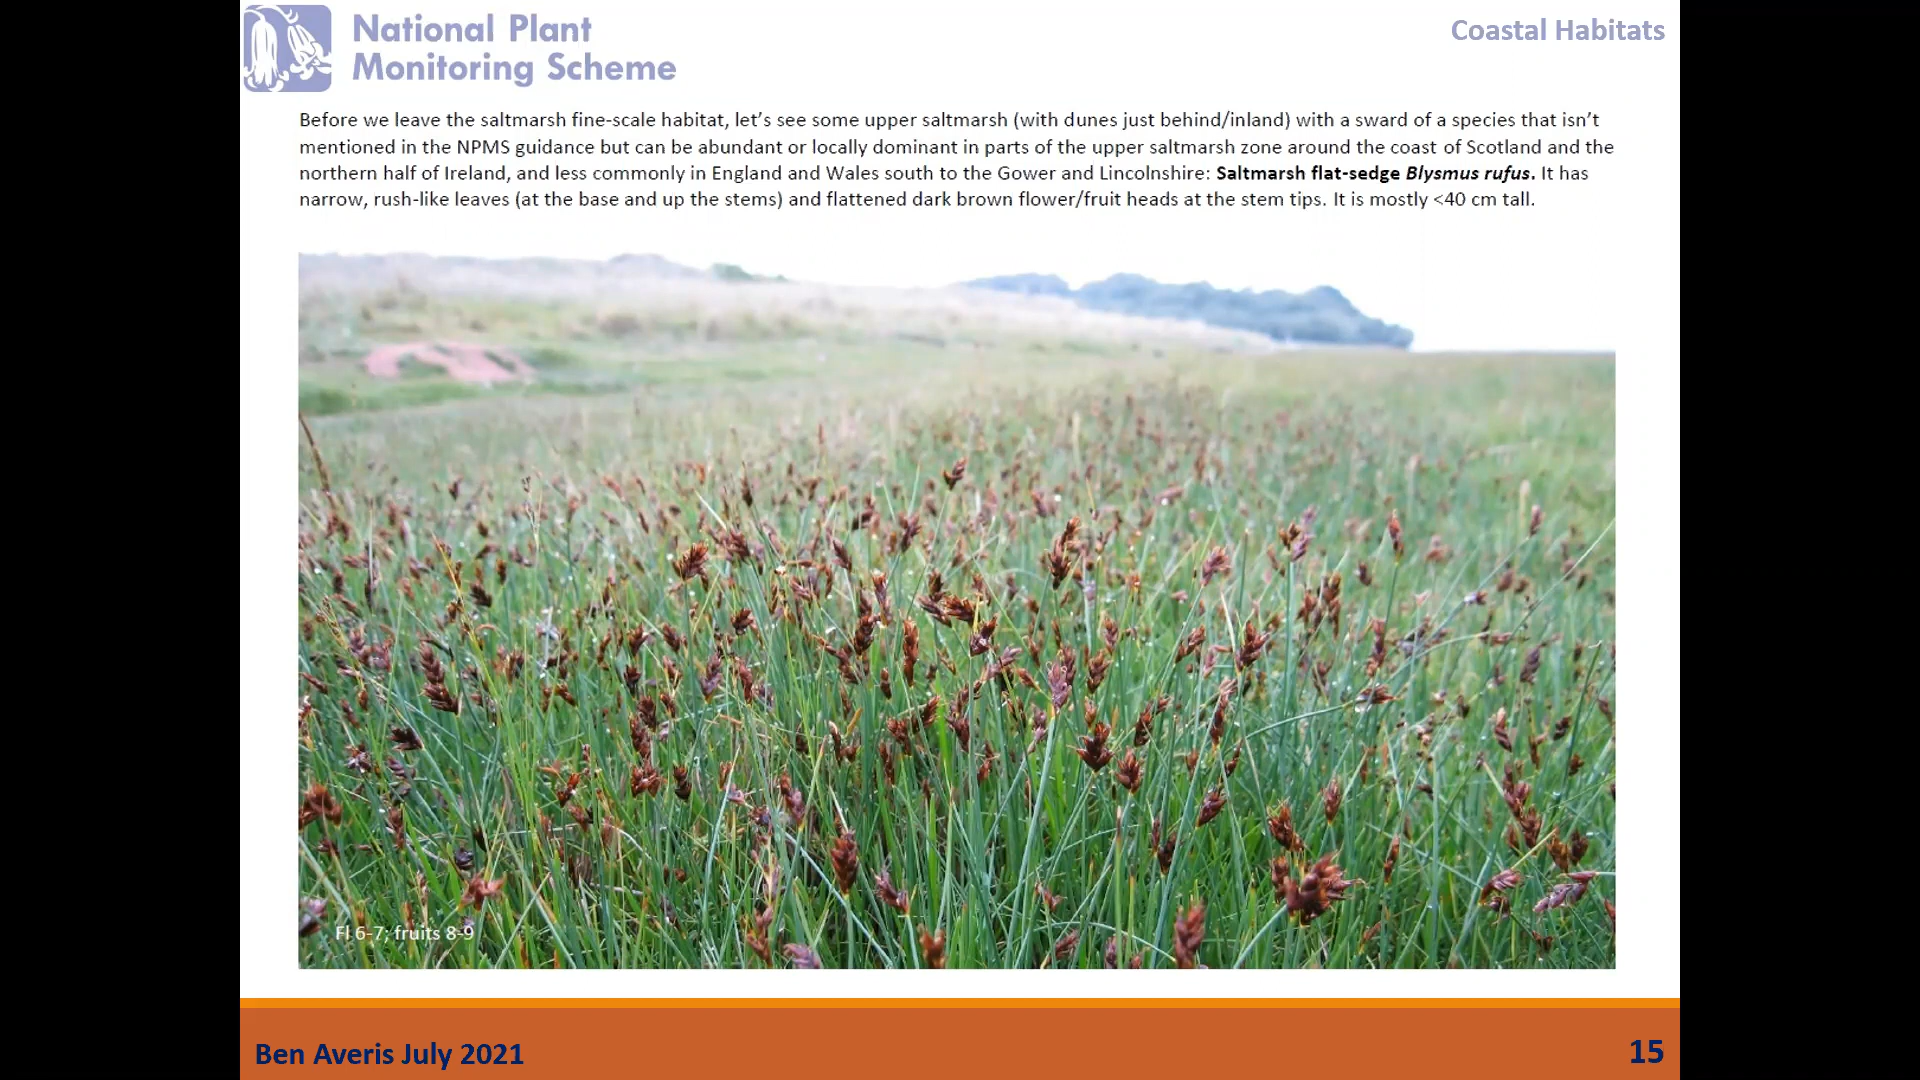 National Plant
Monitoring Scheme
Coastal Habitats
Before we leave the saltmarsh fine-scale habitat, let’s see some upper saltmarsh (with dunes just behind/inland) with a sward of a species that isn’t
mentioned in the NPMS guidance but can be abundant or locally dominant in parts of the upper saltmarsh zone around the coast of Scotland and the
northern half of Ireland, and less commonly in England and Wales south to the Gower and Lincolnshire: Saltmarsh flat-sedge Blysmus rufus. It has
narrow, rush-like leaves (at the base and up the stems) and flattened dark brown flower/fruit heads at the stem tips. It is mostly <40 cm tall.
Fl 6-7; fruits 8-9
Ben Averis July 2021
15